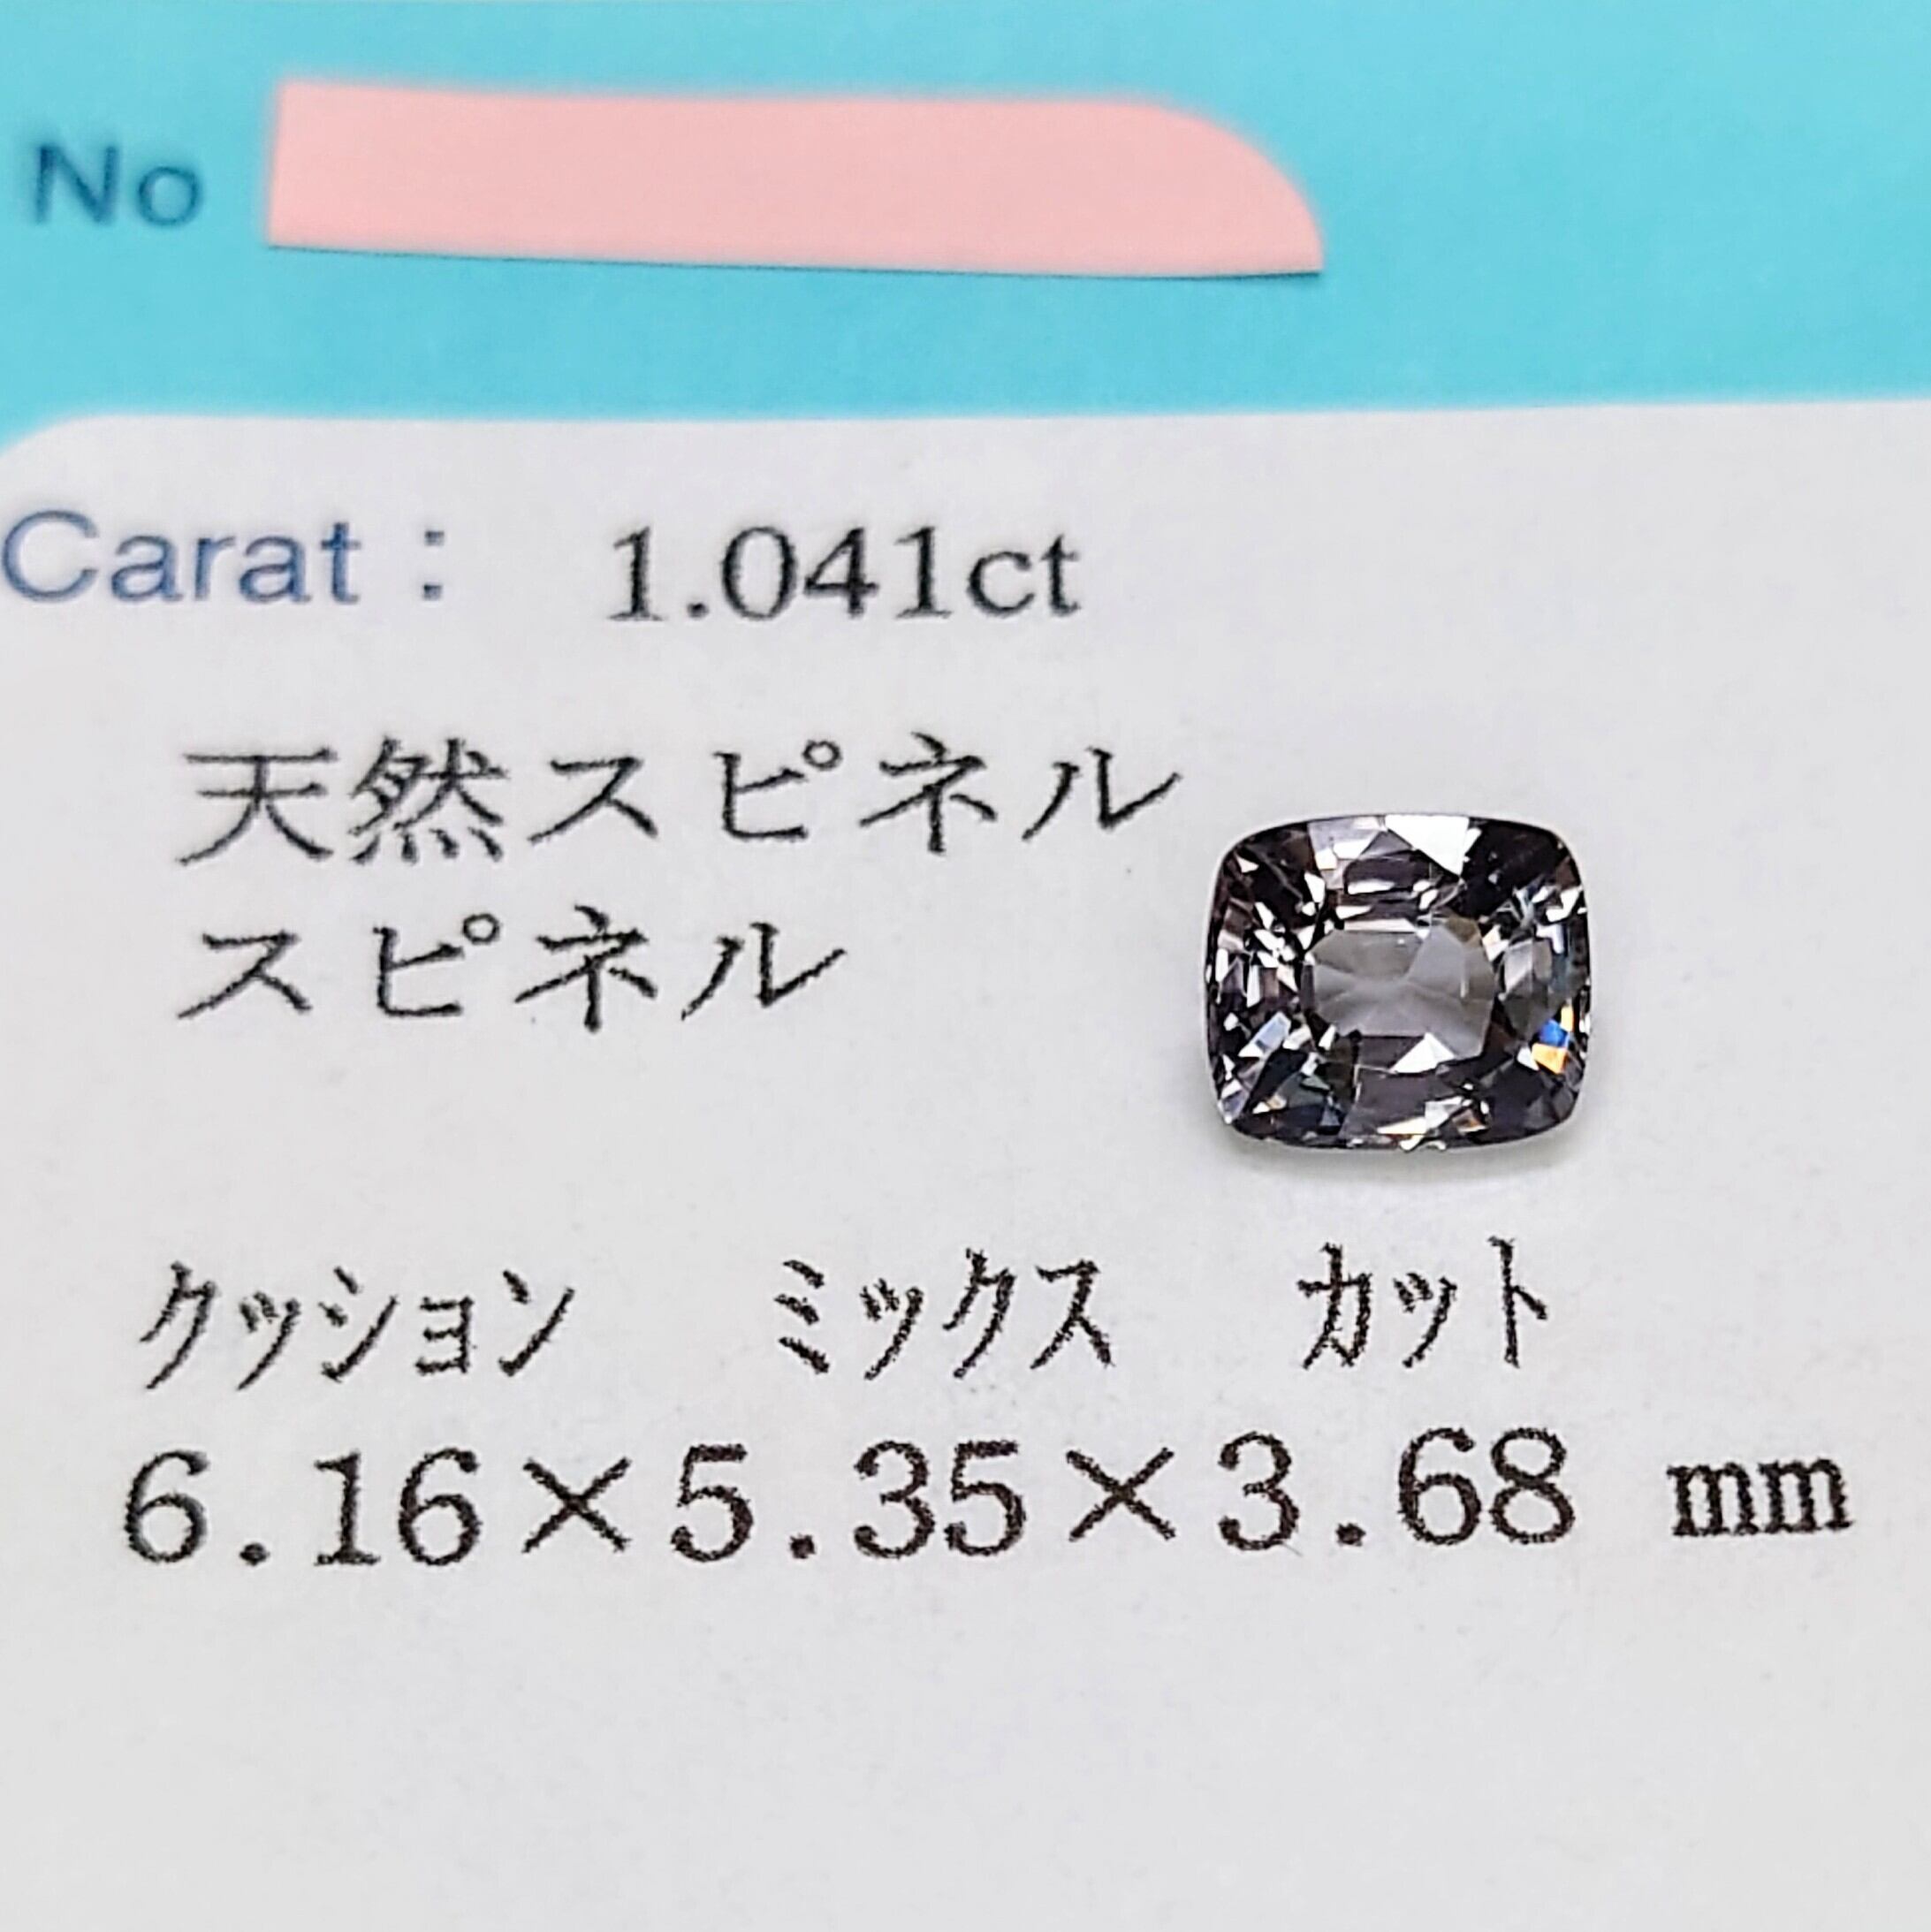 No
Carat : 1.041ct
天然スピネル
スピネル
クッション ミックス カット
6.16×5.35×3.68 mm